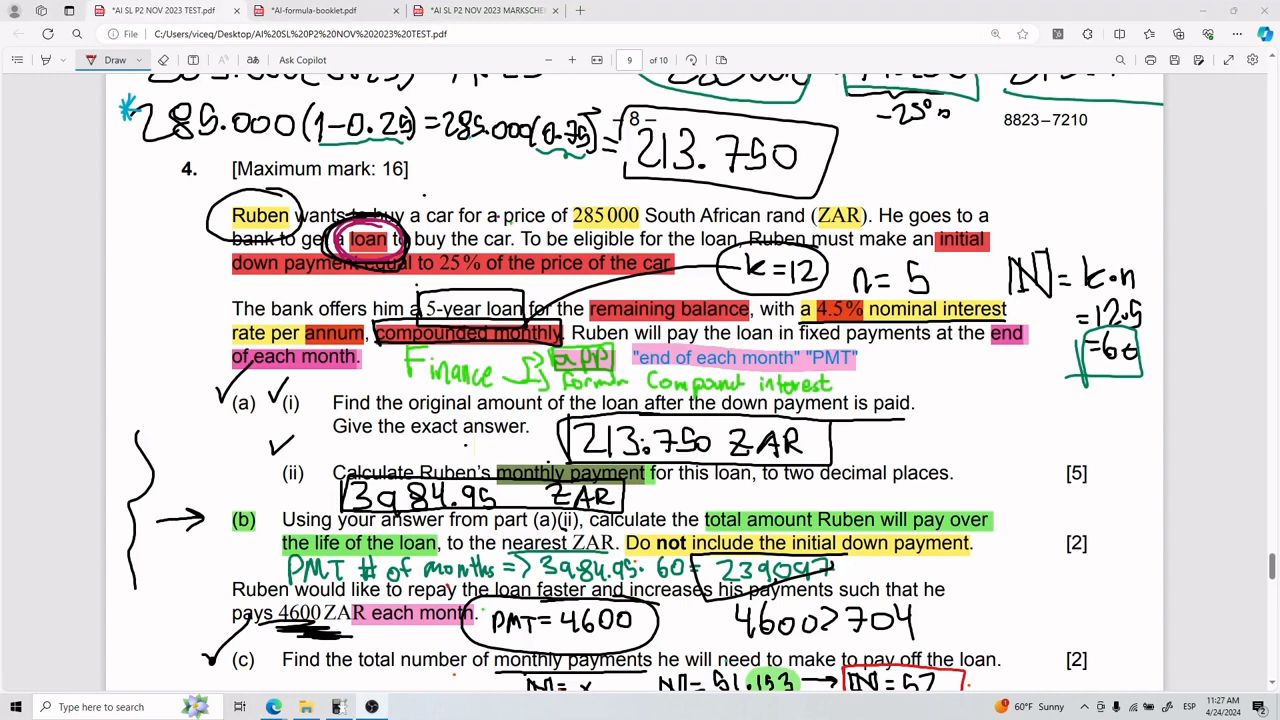 *AI SL P2 NOV 2023 TEST.pdf
*AI-formula-booklet.pdf
*AI SL P2 NOV 2023 MARKSCHE
File
C:/Users/viceq/Desktop/AI%20SL%20P2%20NOV%202023%20TEST.pdf
Draw
Ask Copilot
9 of 10
-25%
*285.000(1-0.25)=285.000(0.75)= 213.750
– 8 –
8823–7210
4. [Maximum mark: 16]
Ruben wants to buy a car for a price of 285 000 South African rand (ZAR). He goes to a
bank to get a loan to buy the car. To be eligible for the loan, Ruben must make an initial
down payment equal to 25 % of the price of the car.
k=12 n=5 N=k·n
The bank offers him a 5-year loan for the remaining balance, with a 4.5 % nominal interest
=12·5
rate per annum, compounded monthly. Ruben will pay the loan in fixed payments at the end
=60
of each month.
Finance app "end of each month" "PMT"
formula Compound interest
(a) (i) Find the original amount of the loan after the down payment is paid.
Give the exact answer.
213.750 ZAR
(ii) Calculate Ruben's monthly payment for this loan, to two decimal places. [5]
3984.95 ZAR
(b) Using your answer from part (a)(ii), calculate the total amount Ruben will pay over
the life of the loan, to the nearest ZAR. Do not include the initial down payment. [2]
PMT # of months => 3984.95·60= 239097
Ruben would like to repay the loan faster and increases his payments such that he
pays 4600 ZAR each month.
PMT=4600
4600>704
(c) Find the total number of monthly payments he will need to make to pay off the loan. [2]
N=x N=51.153 → N=52
Type here to search
60°F Sunny
ESP
11:27 AM
4/24/2024